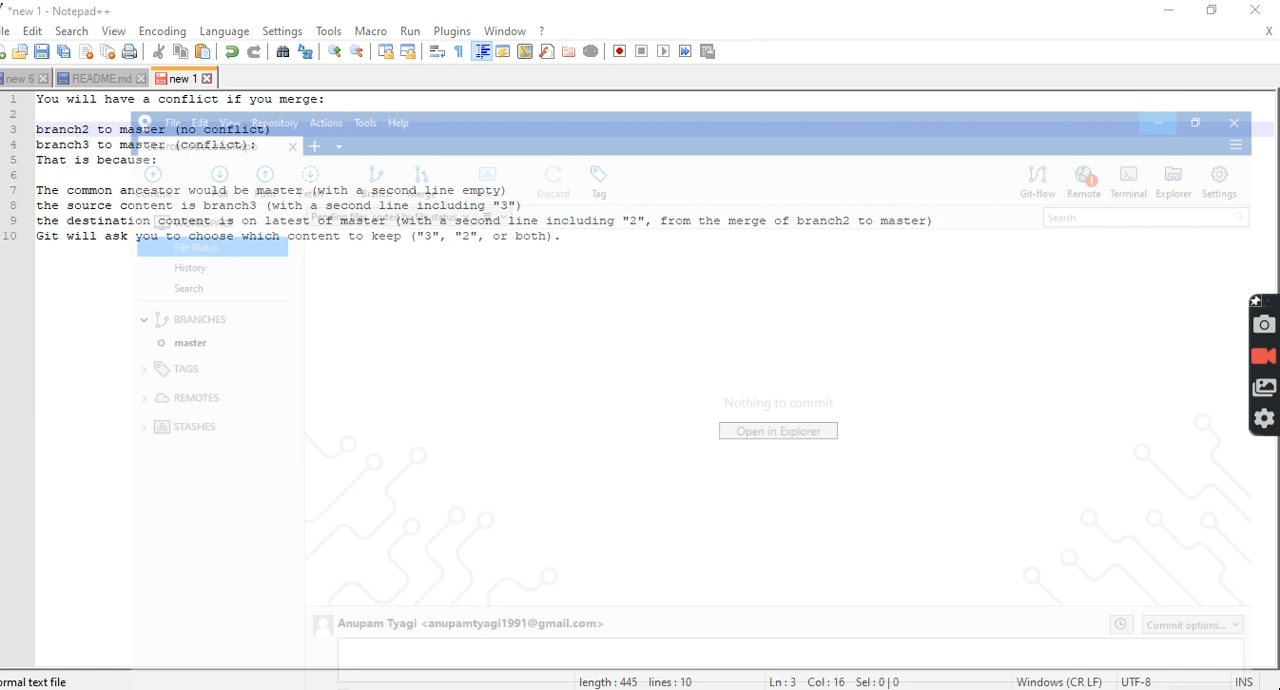 *new 1 - Notepad++
Edit Search View Encoding Language Settings Tools Macro Run Plugins Window ? X
new 6 README.md new 1
1 You will have a conflict if you merge:
2
3 branch2 to master (no conflict)
4 branch3 to master (conflict):
5 That is because:
6
7 The common ancestor would be master (with a second line empty)
8 the source content is branch3 (with a second line including "3")
9 the destination content is on latest of master (with a second line including "2", from the merge of branch2 to master)
10 Git will ask you to choose which content to keep ("3", "2", or both).
File Edit View Repository Actions Tools Help
Discard Tag Git-flow Remote Terminal Explorer Settings
Pending files, sorted by file status
Search
File Status
History
Search
BRANCHES
master
TAGS
REMOTES
STASHES
Nothing to commit
Open in Explorer
Anupam Tyagi <anupamtyagi1991@gmail.com>
Commit options...
ormal text file length : 445 lines : 10 Ln : 3 Col : 16 Sel : 0 | 0 Windows (CR LF) UTF-8 INS